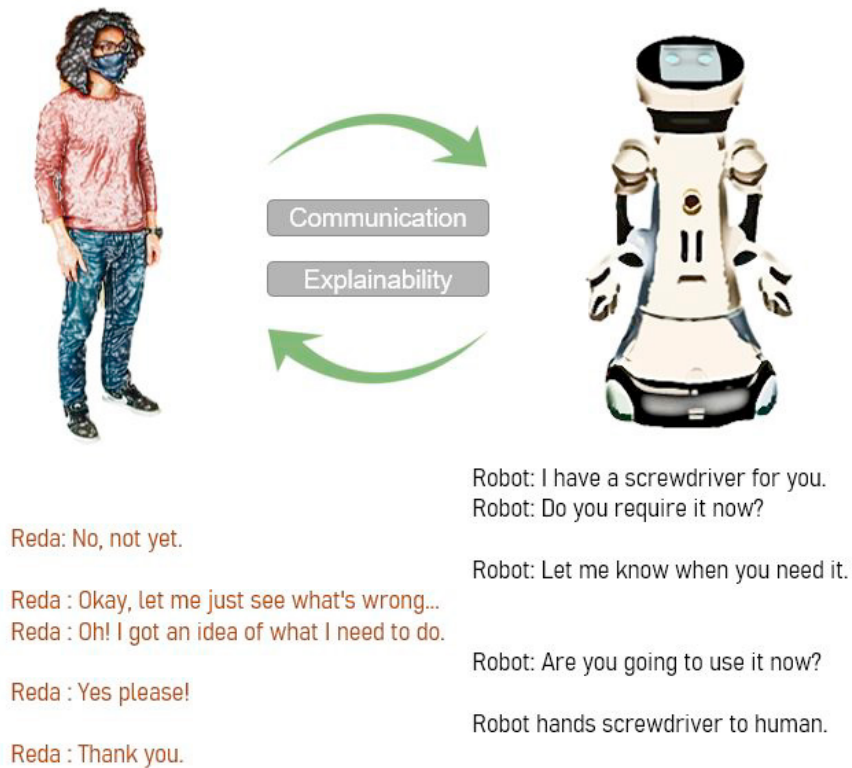 Communication
Explainability
Robot: I have a screwdriver for you.
Robot: Do you require it now?
Reda: No, not yet.
Robot: Let me know when you need it.
Reda : Okay, let me just see what's wrong...
Reda : Oh! I got an idea of what I need to do.
Robot: Are you going to use it now?
Reda : Yes please!
Robot hands screwdriver to human.
Reda : Thank you.